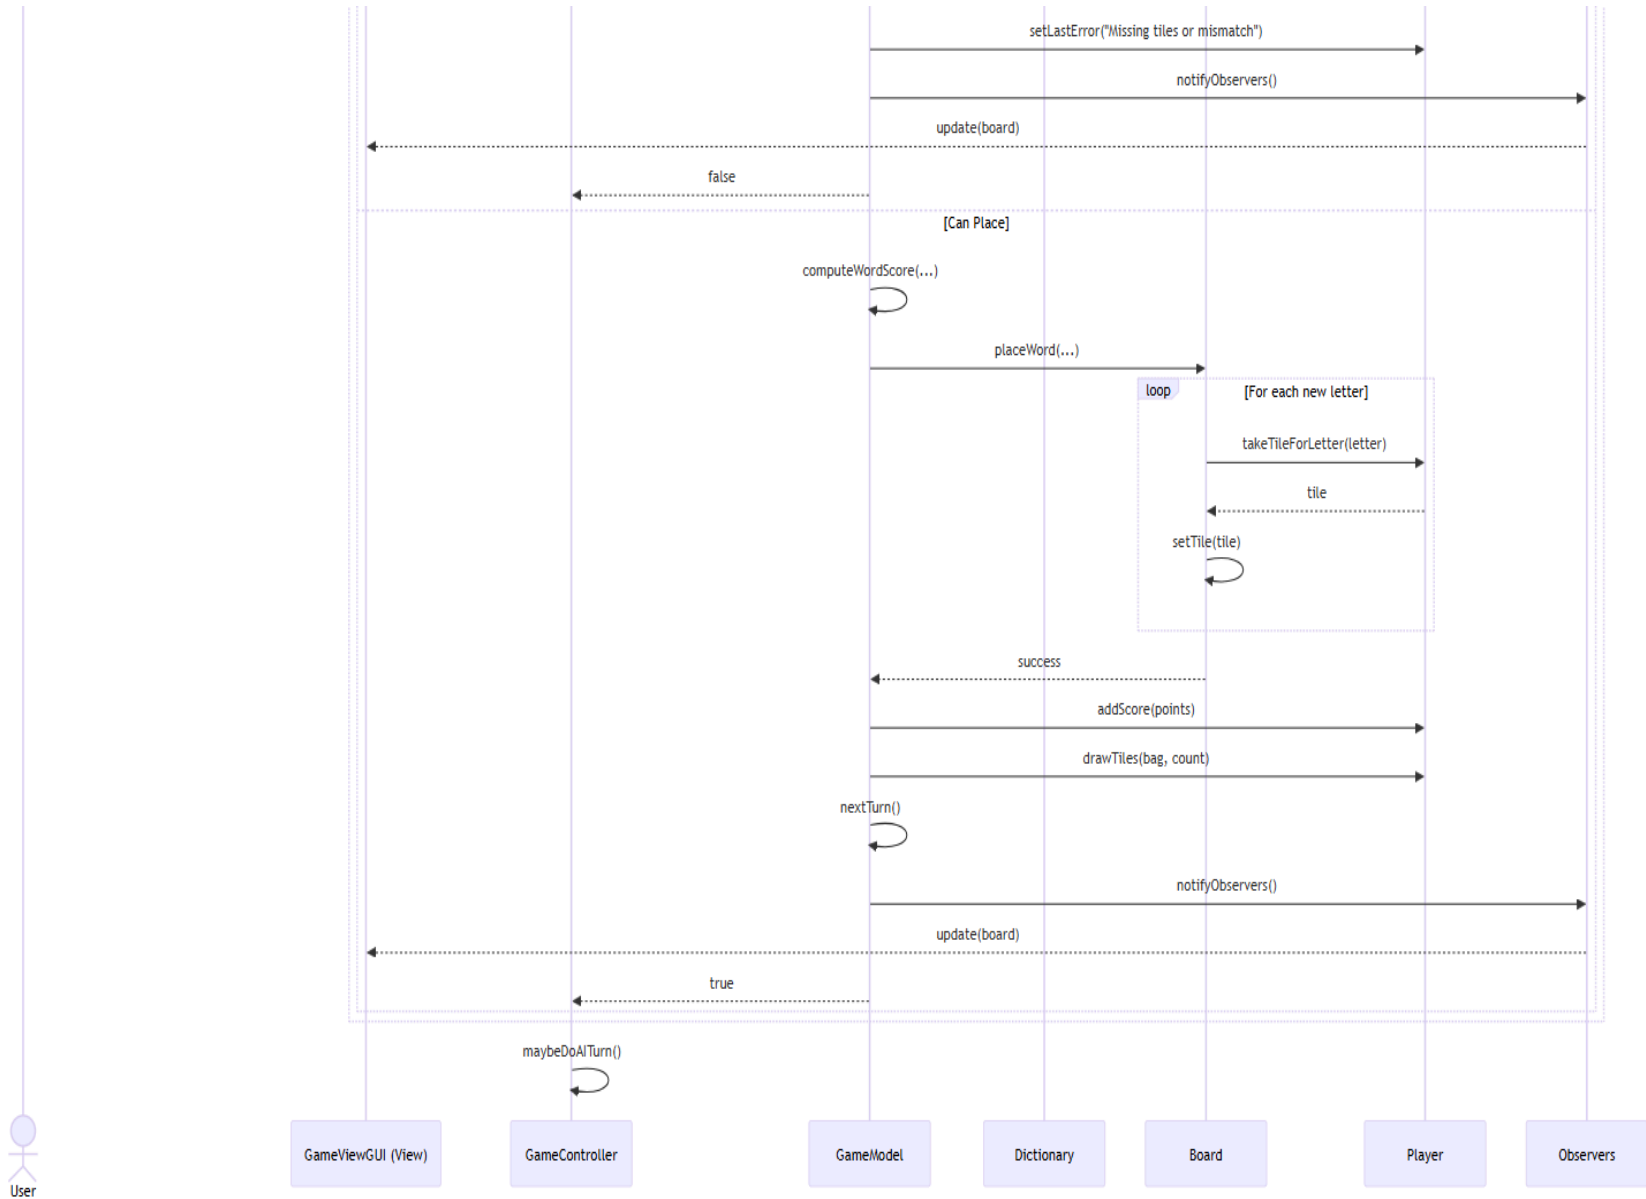 setLastError("Missing tiles or mismatch")
notifyObservers()
update(board)
false
[Can Place]
computeWordScore(...)
placeWord(...)
loop
[For each new letter]
takeTileForLetter(letter)
tile
setTile(tile)
success
addScore(points)
drawTiles(bag, count)
nextTurn()
notifyObservers()
update(board)
true
maybeDoAITurn()
User
GameViewGUI (View)
GameController
GameModel
Dictionary
Board
Player
Observers